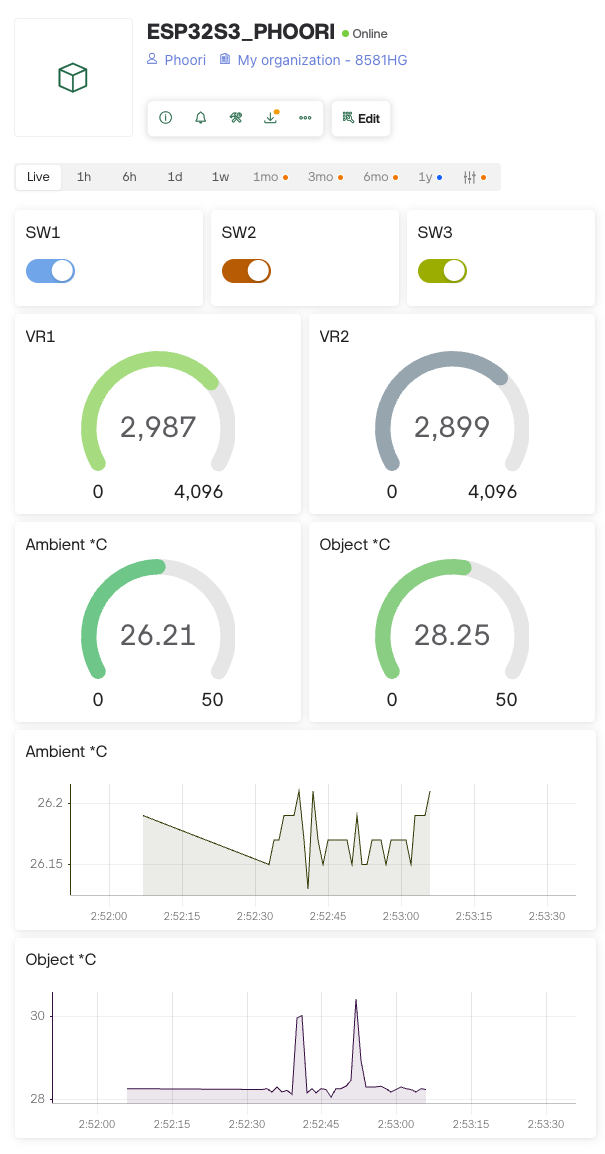 ESP32S3_PHOORI Online
Phoori My organization - 8581HG
Edit
Live 1h 6h 1d 1w 1mo 3mo 6mo 1y
SW1 SW2 SW3
VR1 VR2
2,987 2,899
0 4,096 0 4,096
Ambient *C Object *C
26.21 28.25
0 50 0 50
Ambient *C
26.2
26.15
2:52:00 2:52:15 2:52:30 2:52:45 2:53:00 2:53:15 2:53:30
Object *C
30
28
2:52:00 2:52:15 2:52:30 2:52:45 2:53:00 2:53:15 2:53:30